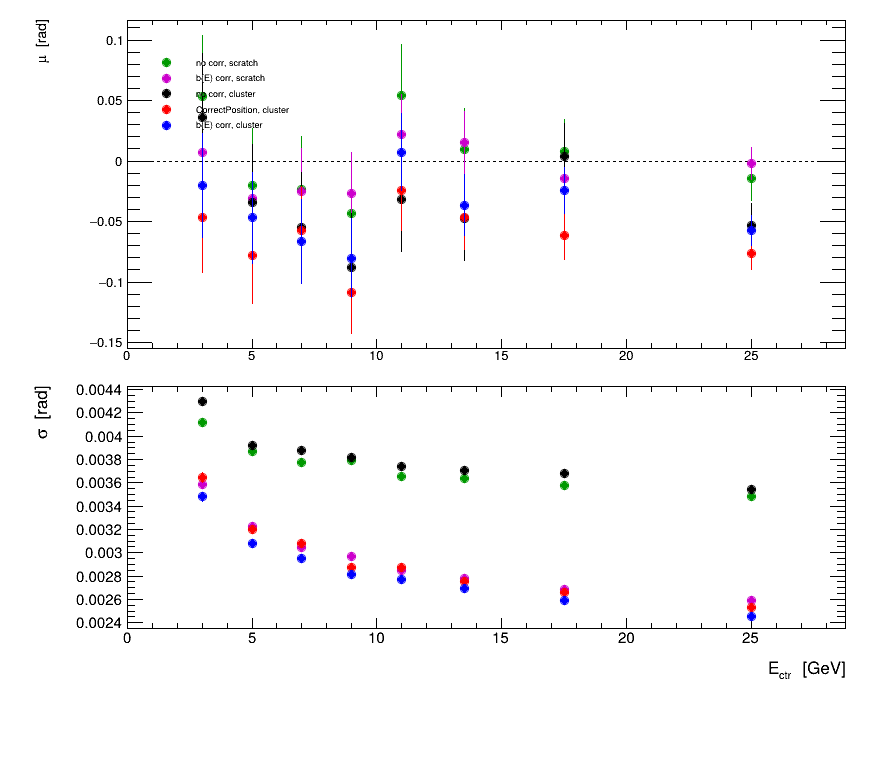 μ [rad]
0.1
0.05
0
−0.05
−0.1
−0.15
no corr, scratch
b(E) corr, scratch
no corr, cluster
CorrectPosition, cluster
b(E) corr, cluster
0 5 10 15 20 25
σ [rad]
0.0044
0.0042
0.004
0.0038
0.0036
0.0034
0.0032
0.003
0.0028
0.0026
0.0024
0 5 10 15 20 25
E_ctr [GeV]